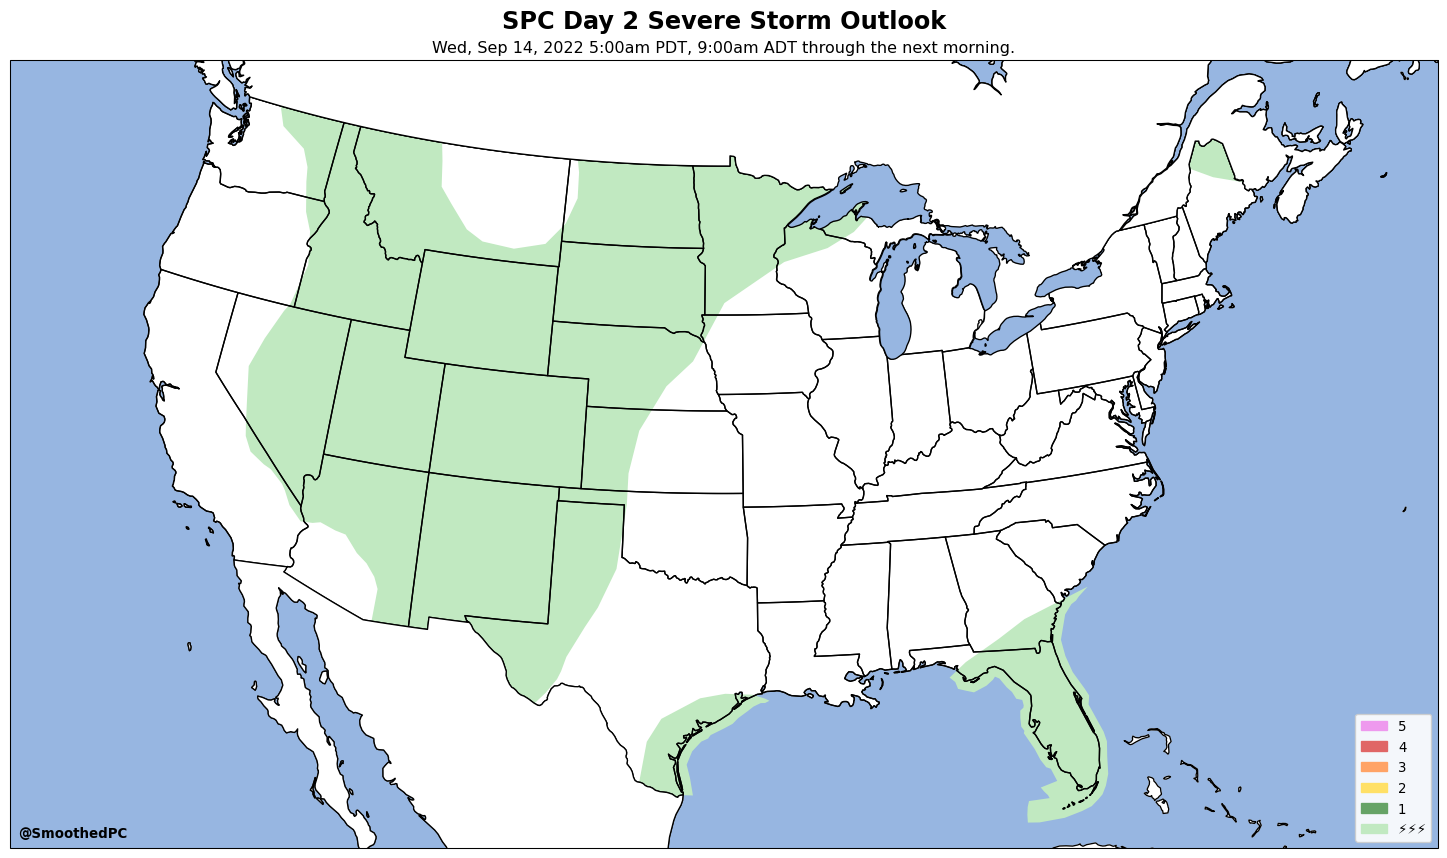 SPC Day 2 Severe Storm Outlook
Wed, Sep 14, 2022 5:00am PDT, 9:00am ADT through the next morning.
5
4
3
2
1
⚡⚡⚡
@SmoothedPC